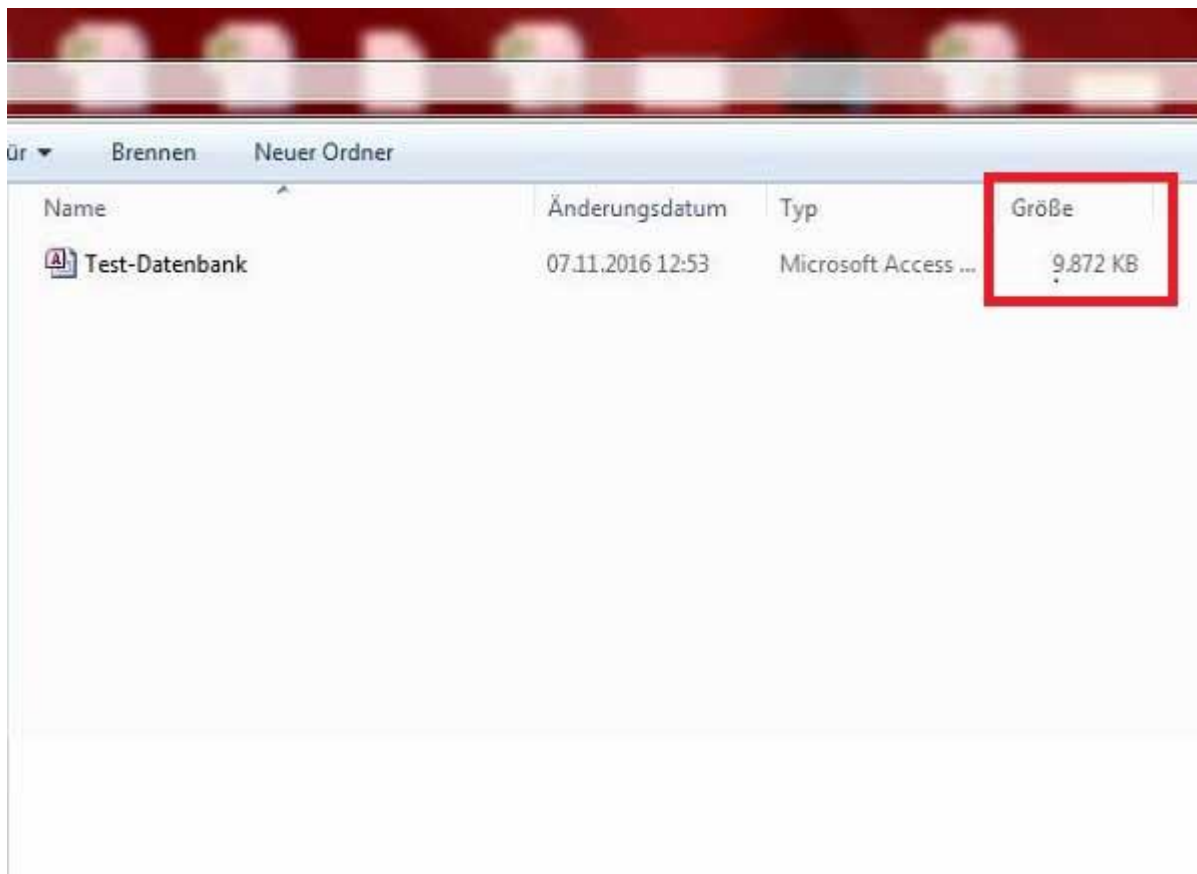 ür Brennen Neuer Ordner
Name Änderungsdatum Typ Größe
Test-Datenbank 07.11.2016 12:53 Microsoft Access ... 9.872 KB